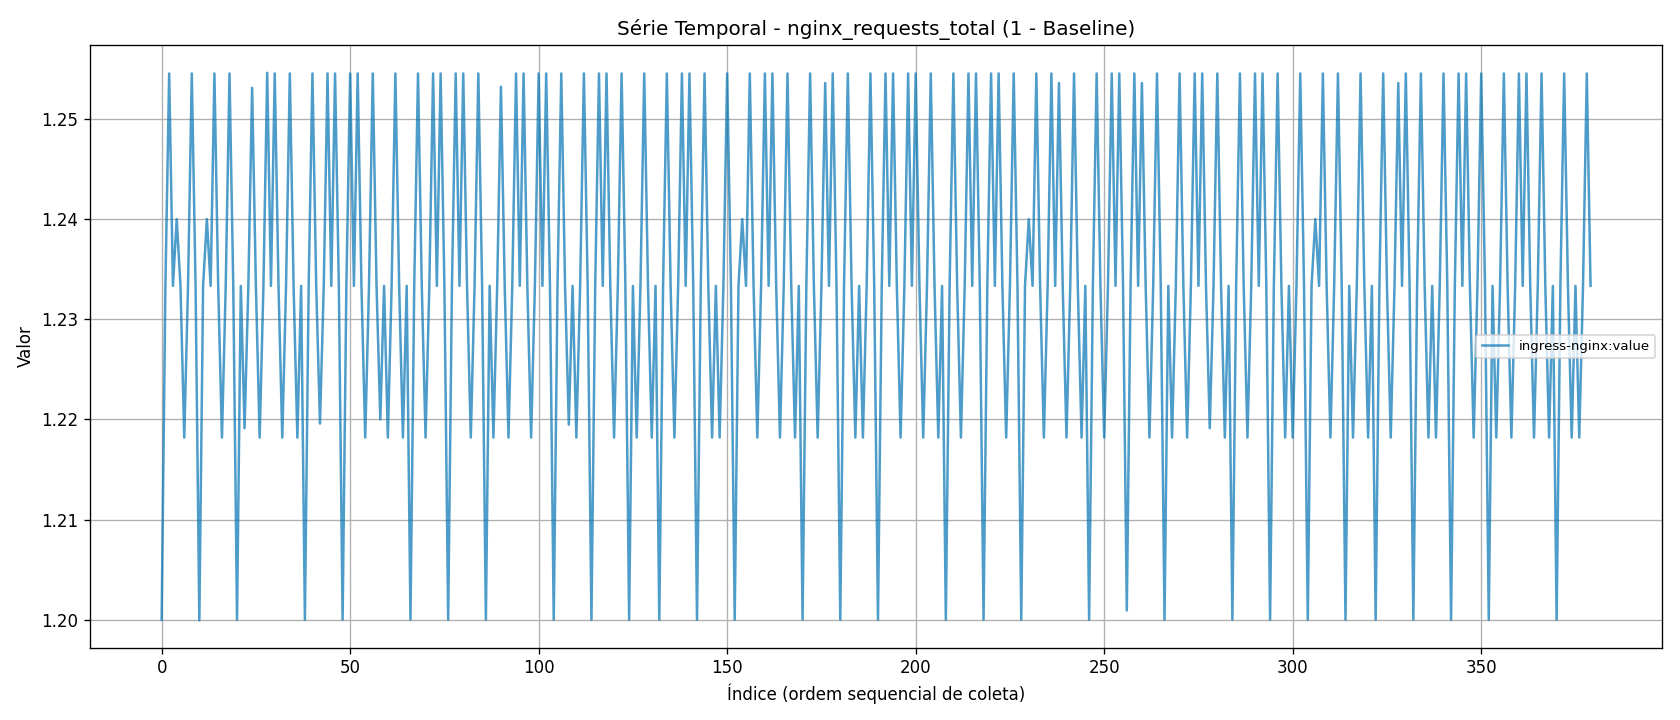 Série Temporal - nginx_requests_total (1 - Baseline)
Valor
1.25
1.24
1.23
1.22
1.21
1.20
ingress-nginx:value
0 50 100 150 200 250 300 350
Índice (ordem sequencial de coleta)